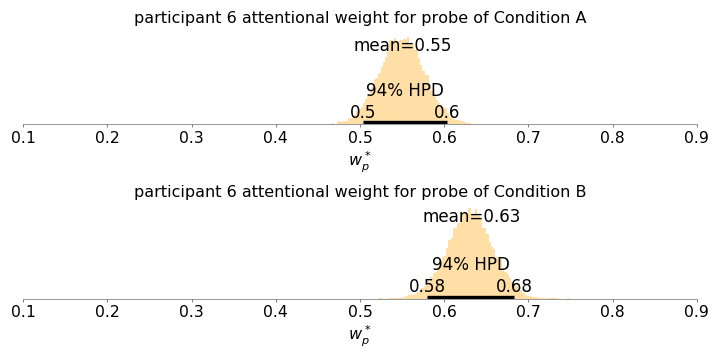 participant 6 attentional weight for probe of Condition A
mean=0.55
94% HPD
0.5 0.6
0.1 0.2 0.3 0.4 0.5 0.6 0.7 0.8 0.9
w*p
participant 6 attentional weight for probe of Condition B
mean=0.63
94% HPD
0.58 0.68
0.1 0.2 0.3 0.4 0.5 0.6 0.7 0.8 0.9
w*p